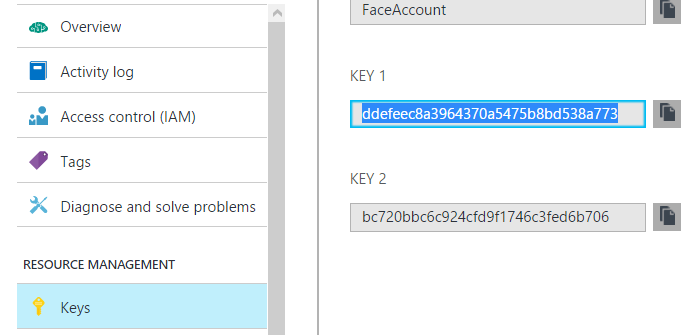 Overview
Activity log
Access control (IAM)
Tags
Diagnose and solve problems
RESOURCE MANAGEMENT
Keys
FaceAccount
KEY 1
ddefeec8a3964370a5475b8bd538a773
KEY 2
bc720bbc6c924cfd9f1746c3fed6b706